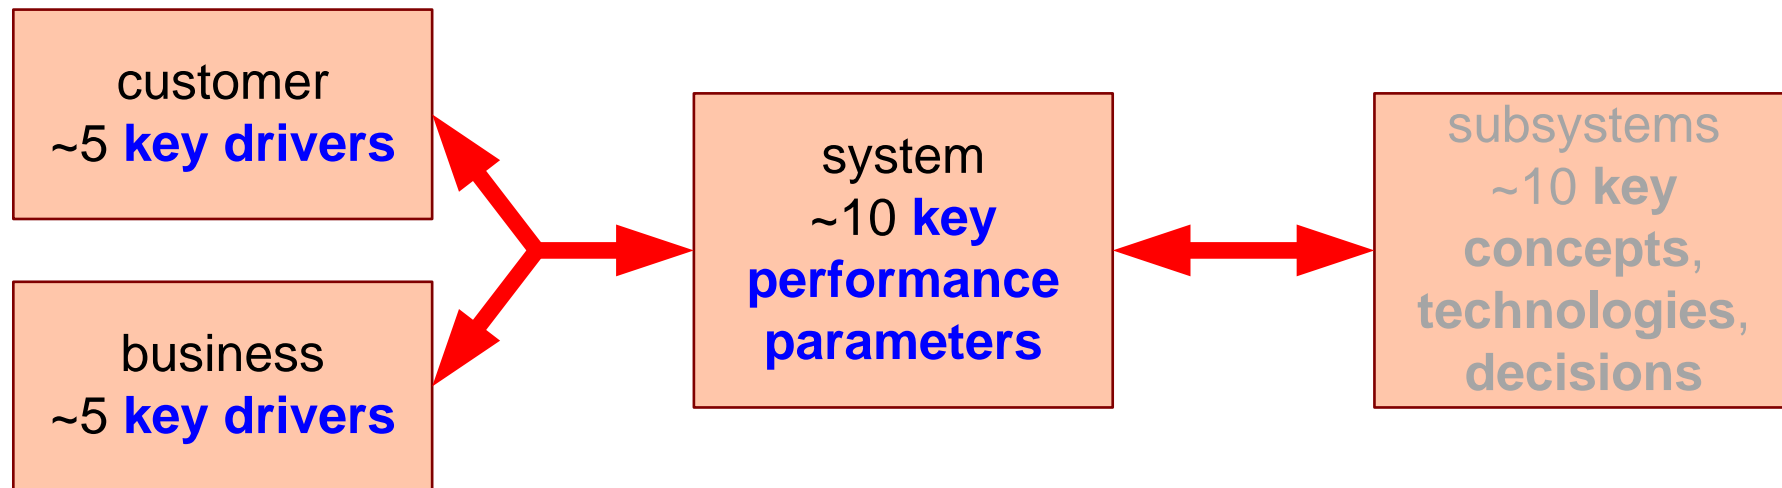 customer
~5 key drivers
business
~5 key drivers
system
~10 key
performance
parameters
subsystems
~10 key
concepts,
technologies,
decisions